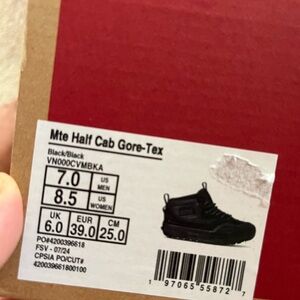 Mte Half Cab Gore-Tex
Black/Black
VN000CVMBKA
7.0 US MEN
8.5 US WOMEN
UK EUR CM
6.0 39.0 25.0
PO#4200396618
FSV - 07/24
CPSIA PO/CUT#
420039661800100
1 97065 55872 7